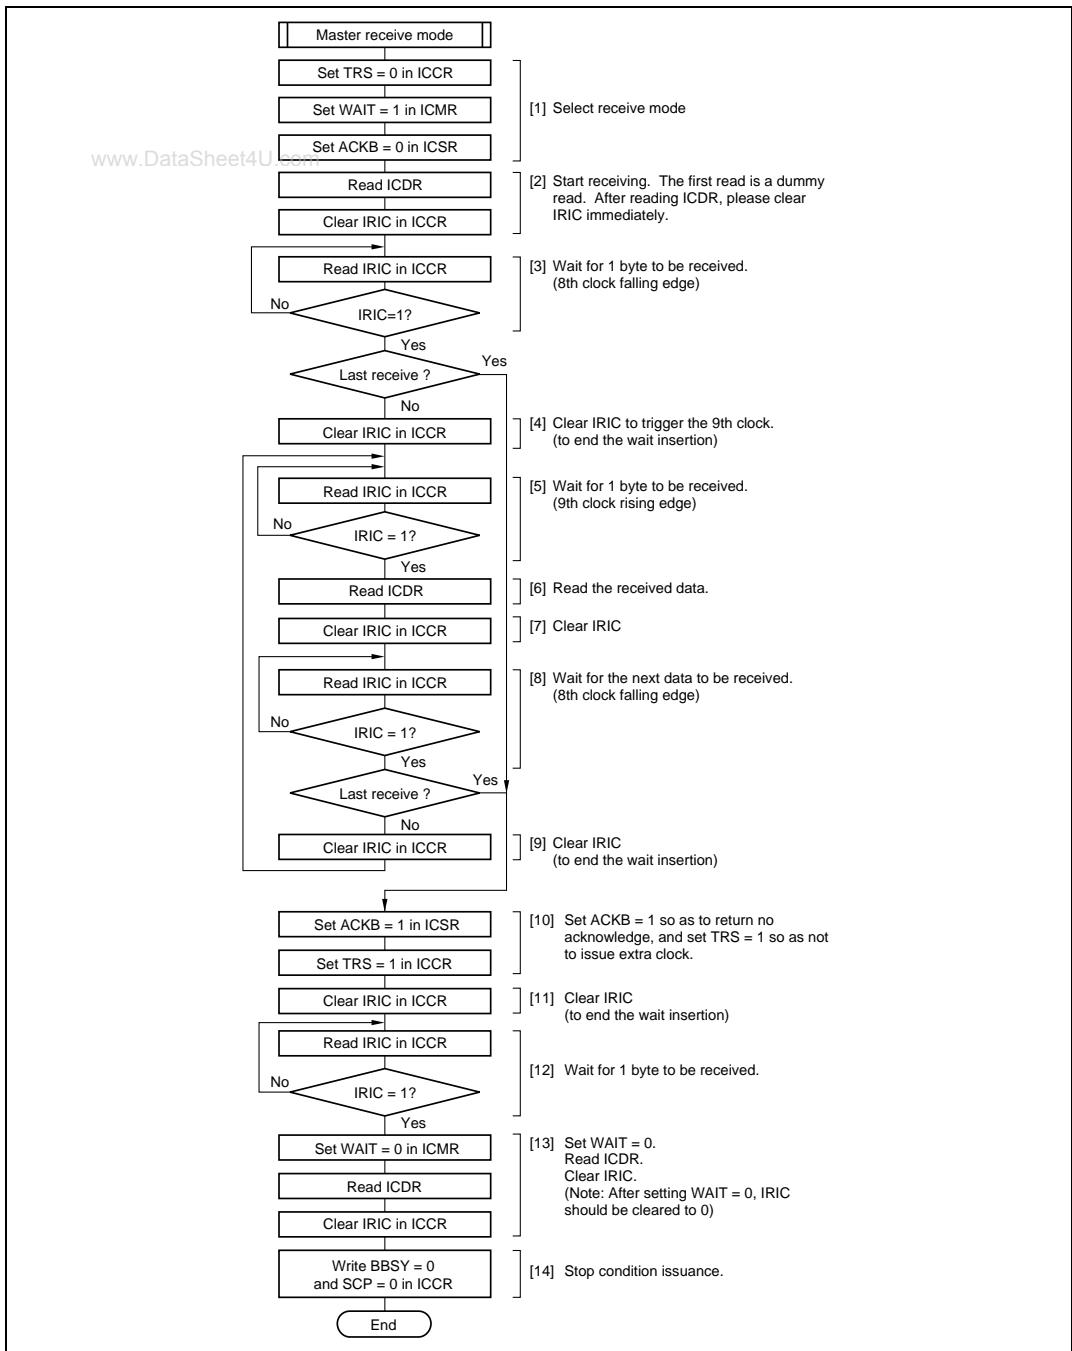 Master receive mode
Set TRS = 0 in ICCR
Set WAIT = 1 in ICMR
[1] Select receive mode
Set ACKB = 0 in ICSR
www.DataSheet4U.com
Read ICDR
[2] Start receiving. The first read is a dummy
read. After reading ICDR, please clear
IRIC immediately.
Clear IRIC in ICCR
Read IRIC in ICCR
[3] Wait for 1 byte to be received.
(8th clock falling edge)
No
IRIC=1?
Yes
Last receive ?
Yes
No
Clear IRIC in ICCR
[4] Clear IRIC to trigger the 9th clock.
(to end the wait insertion)
Read IRIC in ICCR
[5] Wait for 1 byte to be received.
(9th clock rising edge)
No
IRIC = 1?
Yes
Read ICDR
[6] Read the received data.
Clear IRIC in ICCR
[7] Clear IRIC
Read IRIC in ICCR
[8] Wait for the next data to be received.
(8th clock falling edge)
No
IRIC = 1?
Yes
Last receive ?
Yes
No
Clear IRIC in ICCR
[9] Clear IRIC
(to end the wait insertion)
Set ACKB = 1 in ICSR
[10] Set ACKB = 1 so as to return no
acknowledge, and set TRS = 1 so as not
to issue extra clock.
Set TRS = 1 in ICCR
Clear IRIC in ICCR
[11] Clear IRIC
(to end the wait insertion)
Read IRIC in ICCR
[12] Wait for 1 byte to be received.
No
IRIC = 1?
Yes
Set WAIT = 0 in ICMR
[13] Set WAIT = 0.
Read ICDR.
Clear IRIC.
(Note: After setting WAIT = 0, IRIC
should be cleared to 0)
Read ICDR
Clear IRIC in ICCR
Write BBSY = 0
and SCP = 0 in ICCR
[14] Stop condition issuance.
End